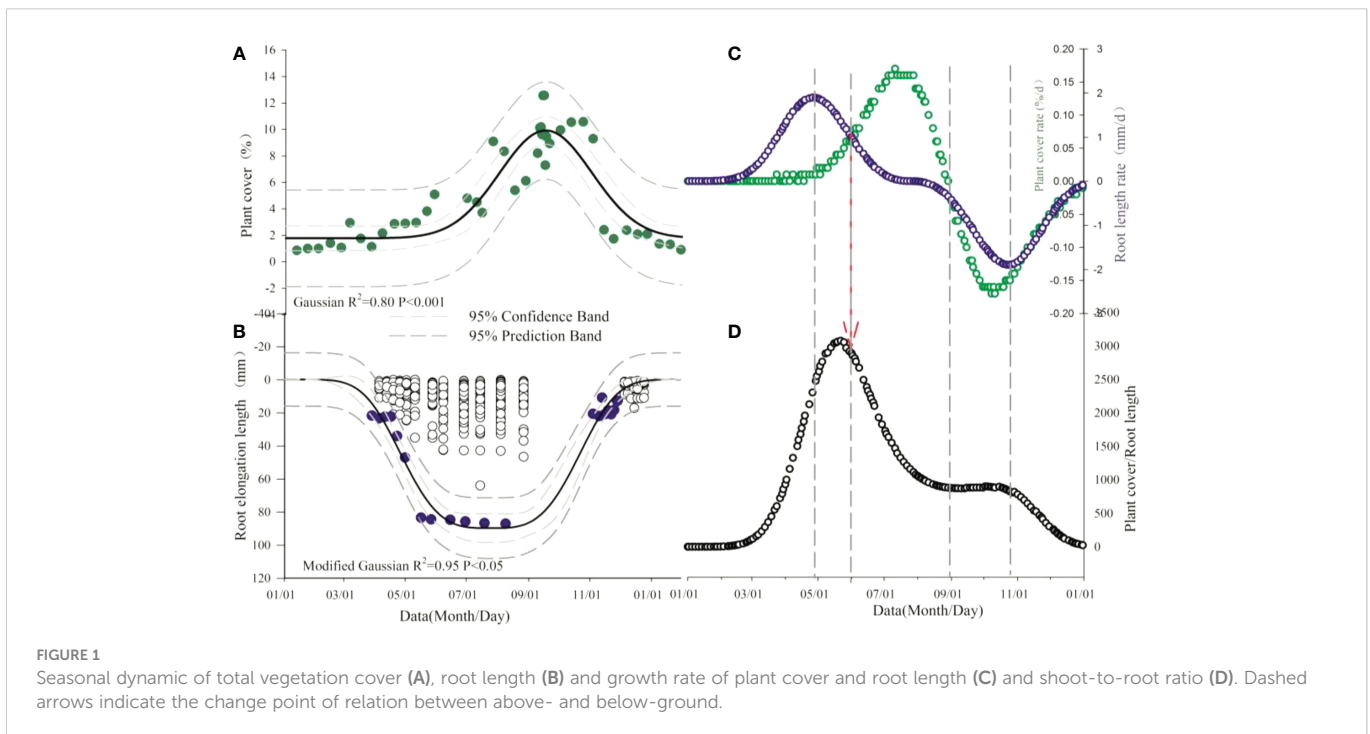 A
16
14
12
10
8
6
4
2
0
-2
Plant cover (%)
Gaussian R²=0.80 P<0.001
95% Confidence Band
95% Prediction Band
B
-40
-20
0
20
40
60
80
100
120
Root elongation length (mm)
Modified Gaussian R²=0.95 P<0.05
01/01 03/01 05/01 07/01 09/01 11/01 01/01
Data(Month/Day)
C
0.20
0.15
0.10
0.05
0.00
-0.05
-0.10
-0.15
-0.20
Plant cover rate (%/d)
3
2
1
0
-1
-2
Root length rate (mm/d)
D
3500
3000
2500
2000
1500
1000
500
0
Plant cover/Root length
01/01 03/01 05/01 07/01 09/01 11/01 01/01
Data(Month/Day)
FIGURE 1
Seasonal dynamic of total vegetation cover (A), root length (B) and growth rate of plant cover and root length (C) and shoot-to-root ratio (D). Dashed
arrows indicate the change point of relation between above- and below-ground.